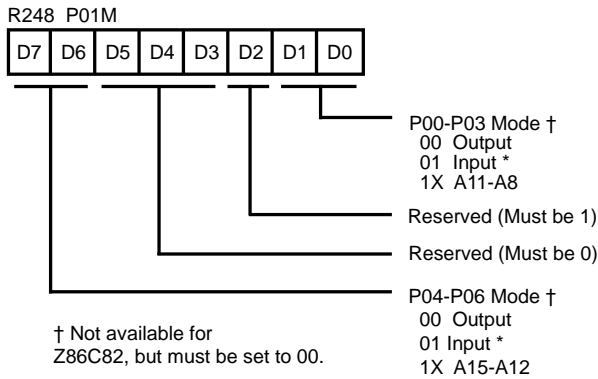 R248 P01M
D7 D6 D5 D4 D3 D2 D1 D0
P00-P03 Mode †
00 Output
01 Input *
1X A11-A8
Reserved (Must be 1)
Reserved (Must be 0)
P04-P06 Mode †
00 Output
01 Input *
1X A15-A12
† Not available for
Z86C82, but must be set to 00.